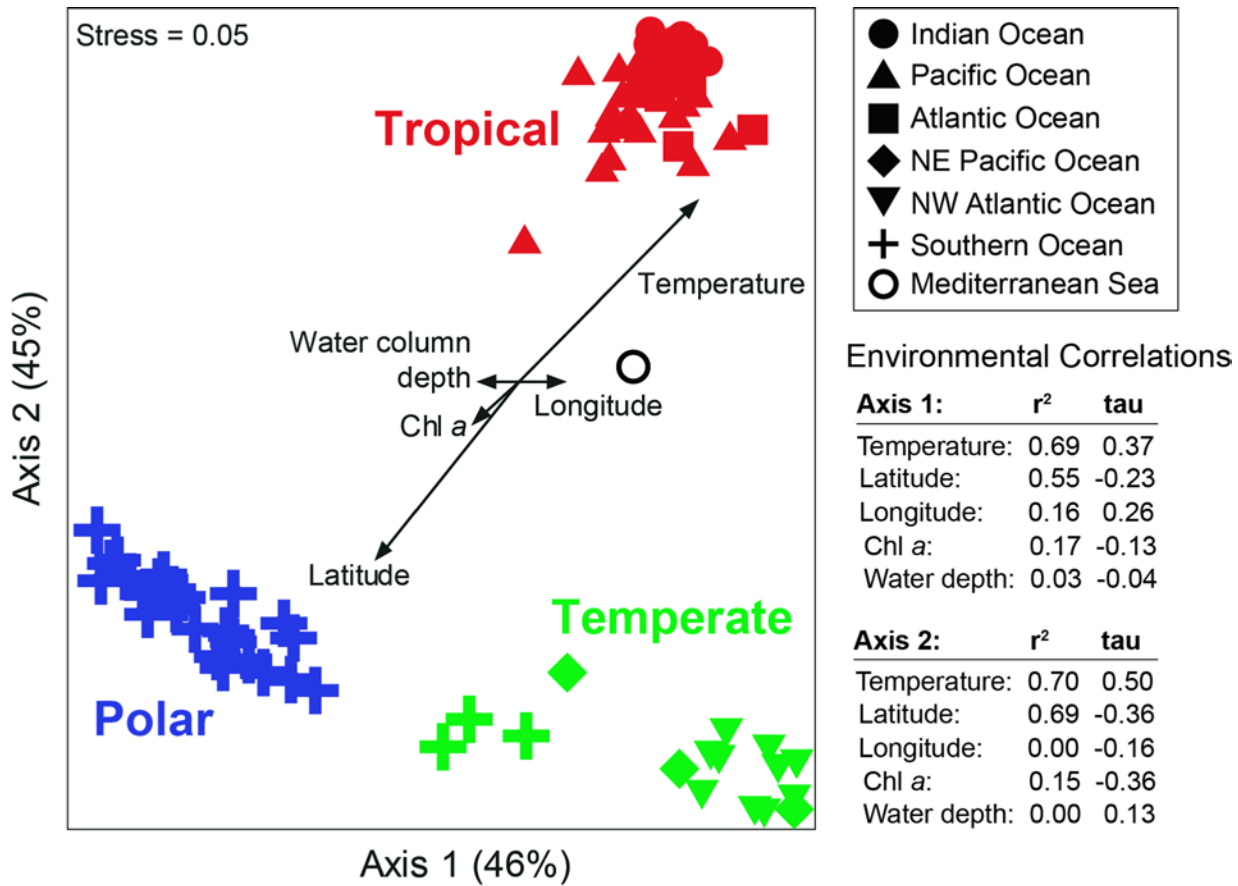 Stress = 0.05
Tropical
Temperature
Water column
depth
Longitude
Chl a
Latitude
Temperate
Polar
Axis 2 (45%)
Axis 1 (46%)
Indian Ocean
Pacific Ocean
Atlantic Ocean
NE Pacific Ocean
NW Atlantic Ocean
Southern Ocean
Mediterranean Sea
Environmental Correlations
Axis 1: r² tau
Temperature: 0.69 0.37
Latitude: 0.55 -0.23
Longitude: 0.16 0.26
Chl a: 0.17 -0.13
Water depth: 0.03 -0.04
Axis 2: r² tau
Temperature: 0.70 0.50
Latitude: 0.69 -0.36
Longitude: 0.00 -0.16
Chl a: 0.15 -0.36
Water depth: 0.00 0.13